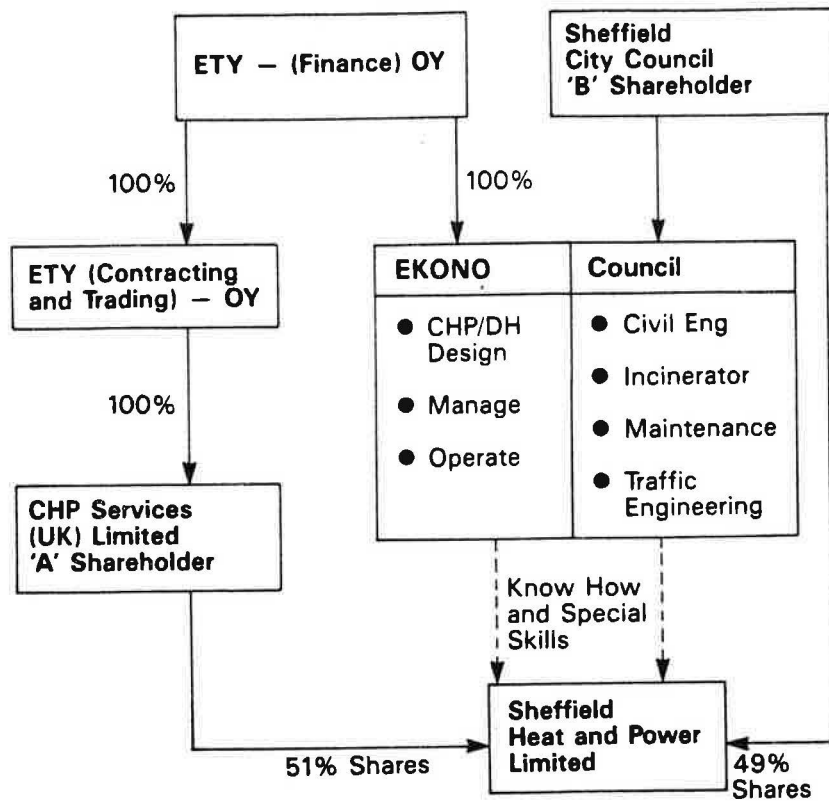 ETY – (Finance) OY
Sheffield
City Council
'B' Shareholder
100%
100%
ETY (Contracting
and Trading) – OY
EKONO
● CHP/DH
Design
● Manage
● Operate
Council
● Civil Eng
● Incinerator
● Maintenance
● Traffic
Engineering
100%
CHP Services
(UK) Limited
'A' Shareholder
Know How
and Special
Skills
Sheffield
Heat and Power
Limited
51% Shares
49%
Shares